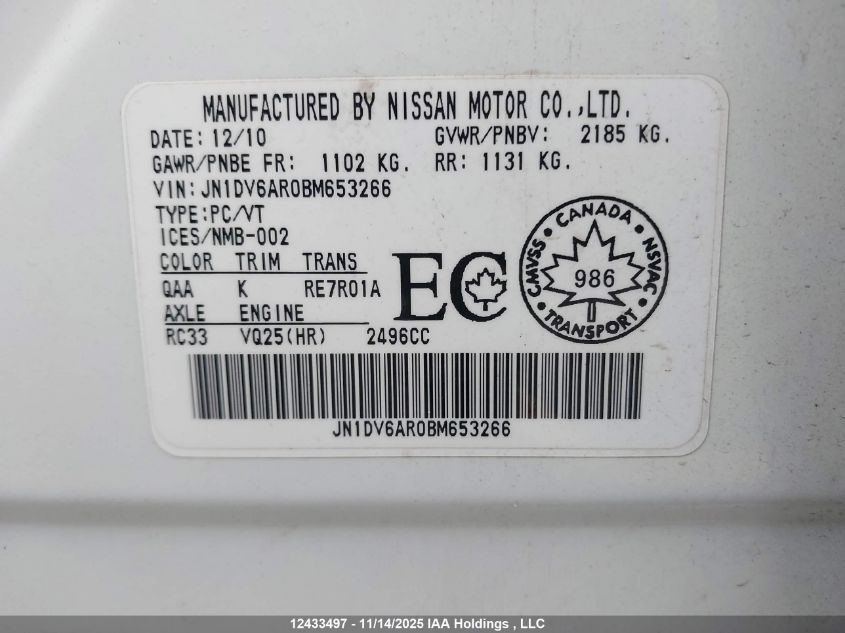 MANUFACTURED BY NISSAN MOTOR CO.,LTD.
DATE: 12/10 GVWR/PNBV: 2185 KG.
GAWR/PNBE FR: 1102 KG. RR: 1131 KG.
VIN: JN1DV6AR0BM653266
TYPE:PC/VT
ICES/NMB-002
COLOR TRIM TRANS
QAA K RE7R01A
AXLE ENGINE
RC33 VQ25(HR) 2496CC
EC
CANADA
CMVSS 986 NSVAC
TRANSPORT
JN1DV6AR0BM653266
12433497 - 11/14/2025 IAA Holdings , LLC